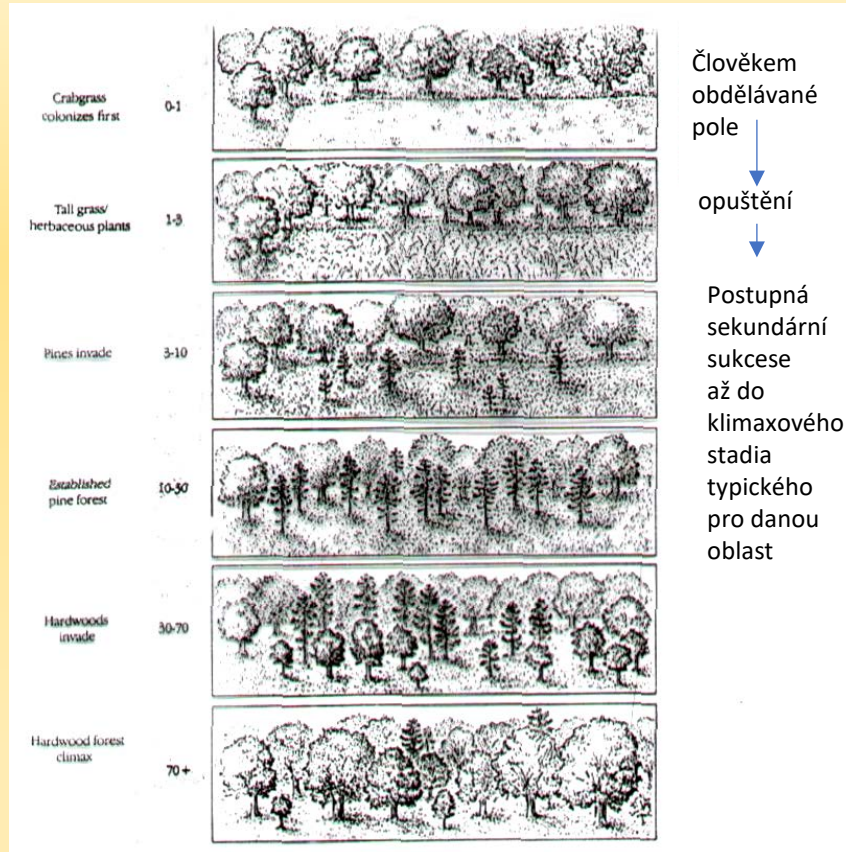 Crabgrass
colonizes first
0-1
Tall grass/
herbaceous plants
1-3
Pines invade
3-10
Established
pine forest
10-30
Hardwoods
invade
30-70
Hardwood forest
climax
70+
Člověkem
obdělávané
pole
opuštění
Postupná
sekundární
sukcese
až do
klimaxového
stadia
typického
pro danou
oblast